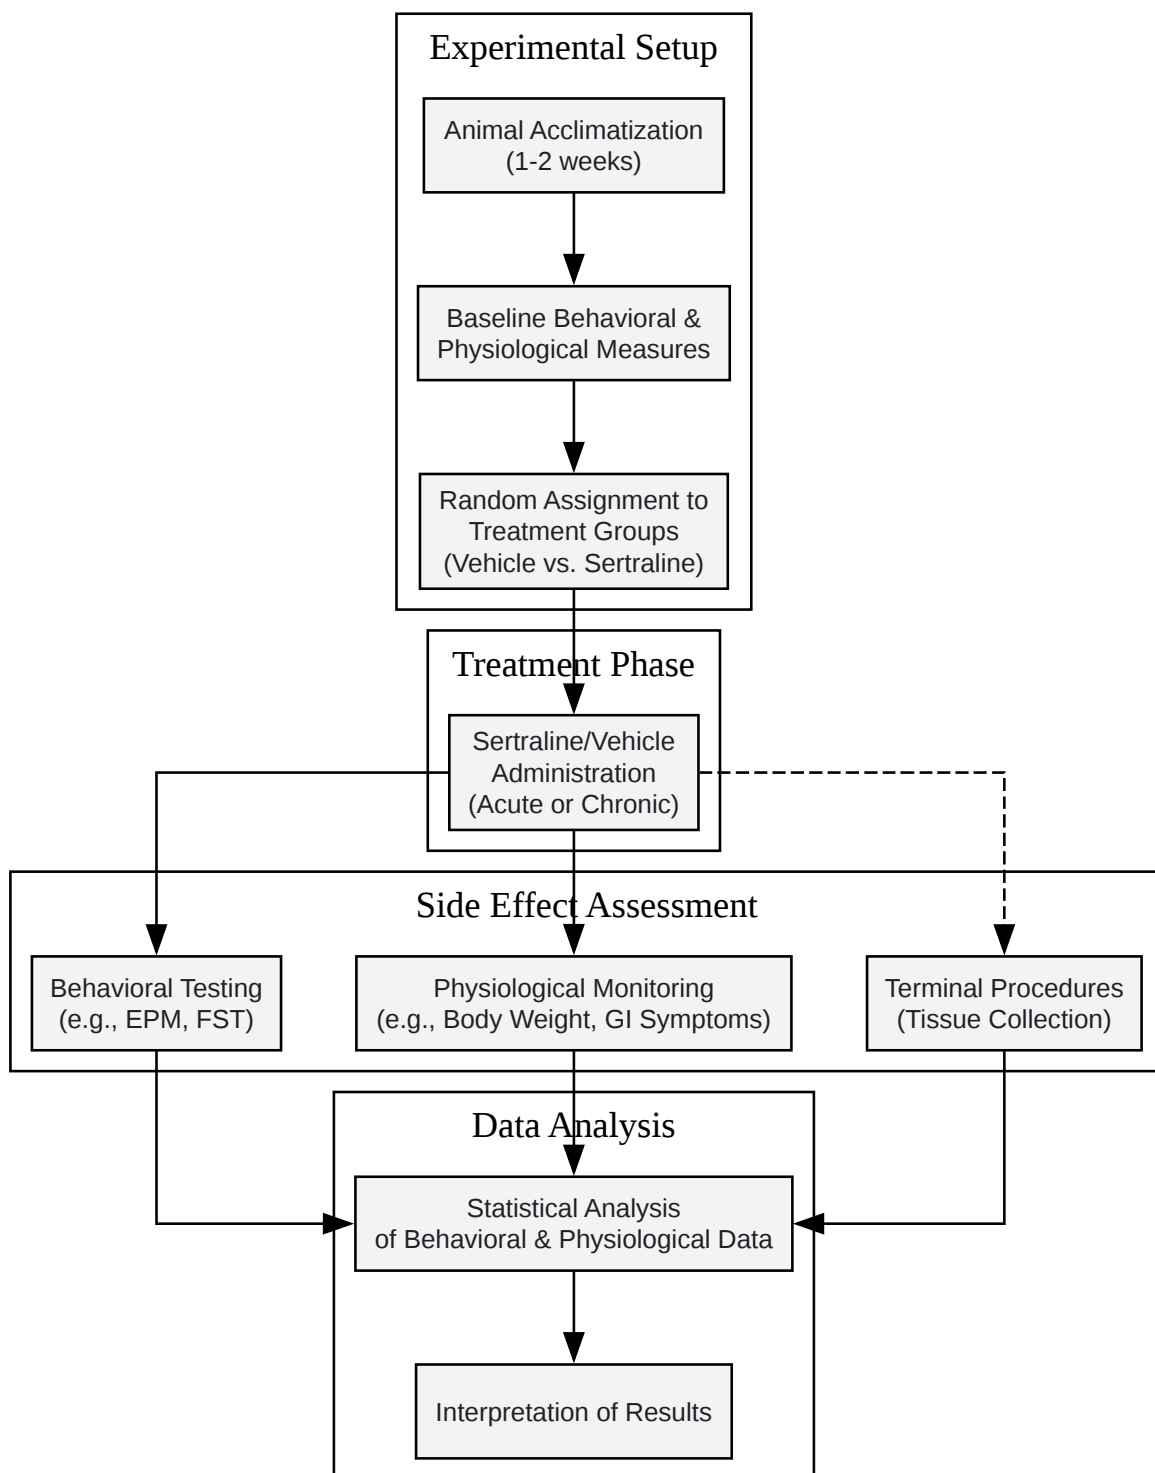 Experimental Setup
Animal Acclimatization
(1-2 weeks)
Baseline Behavioral &
Physiological Measures
Random Assignment to
Treatment Groups
(Vehicle vs. Sertraline)
Treatment Phase
Sertraline/Vehicle
Administration
(Acute or Chronic)
Side Effect Assessment
Behavioral Testing
(e.g., EPM, FST)
Physiological Monitoring
(e.g., Body Weight, GI Symptoms)
Terminal Procedures
(Tissue Collection)
Data Analysis
Statistical Analysis
of Behavioral & Physiological Data
Interpretation of Results